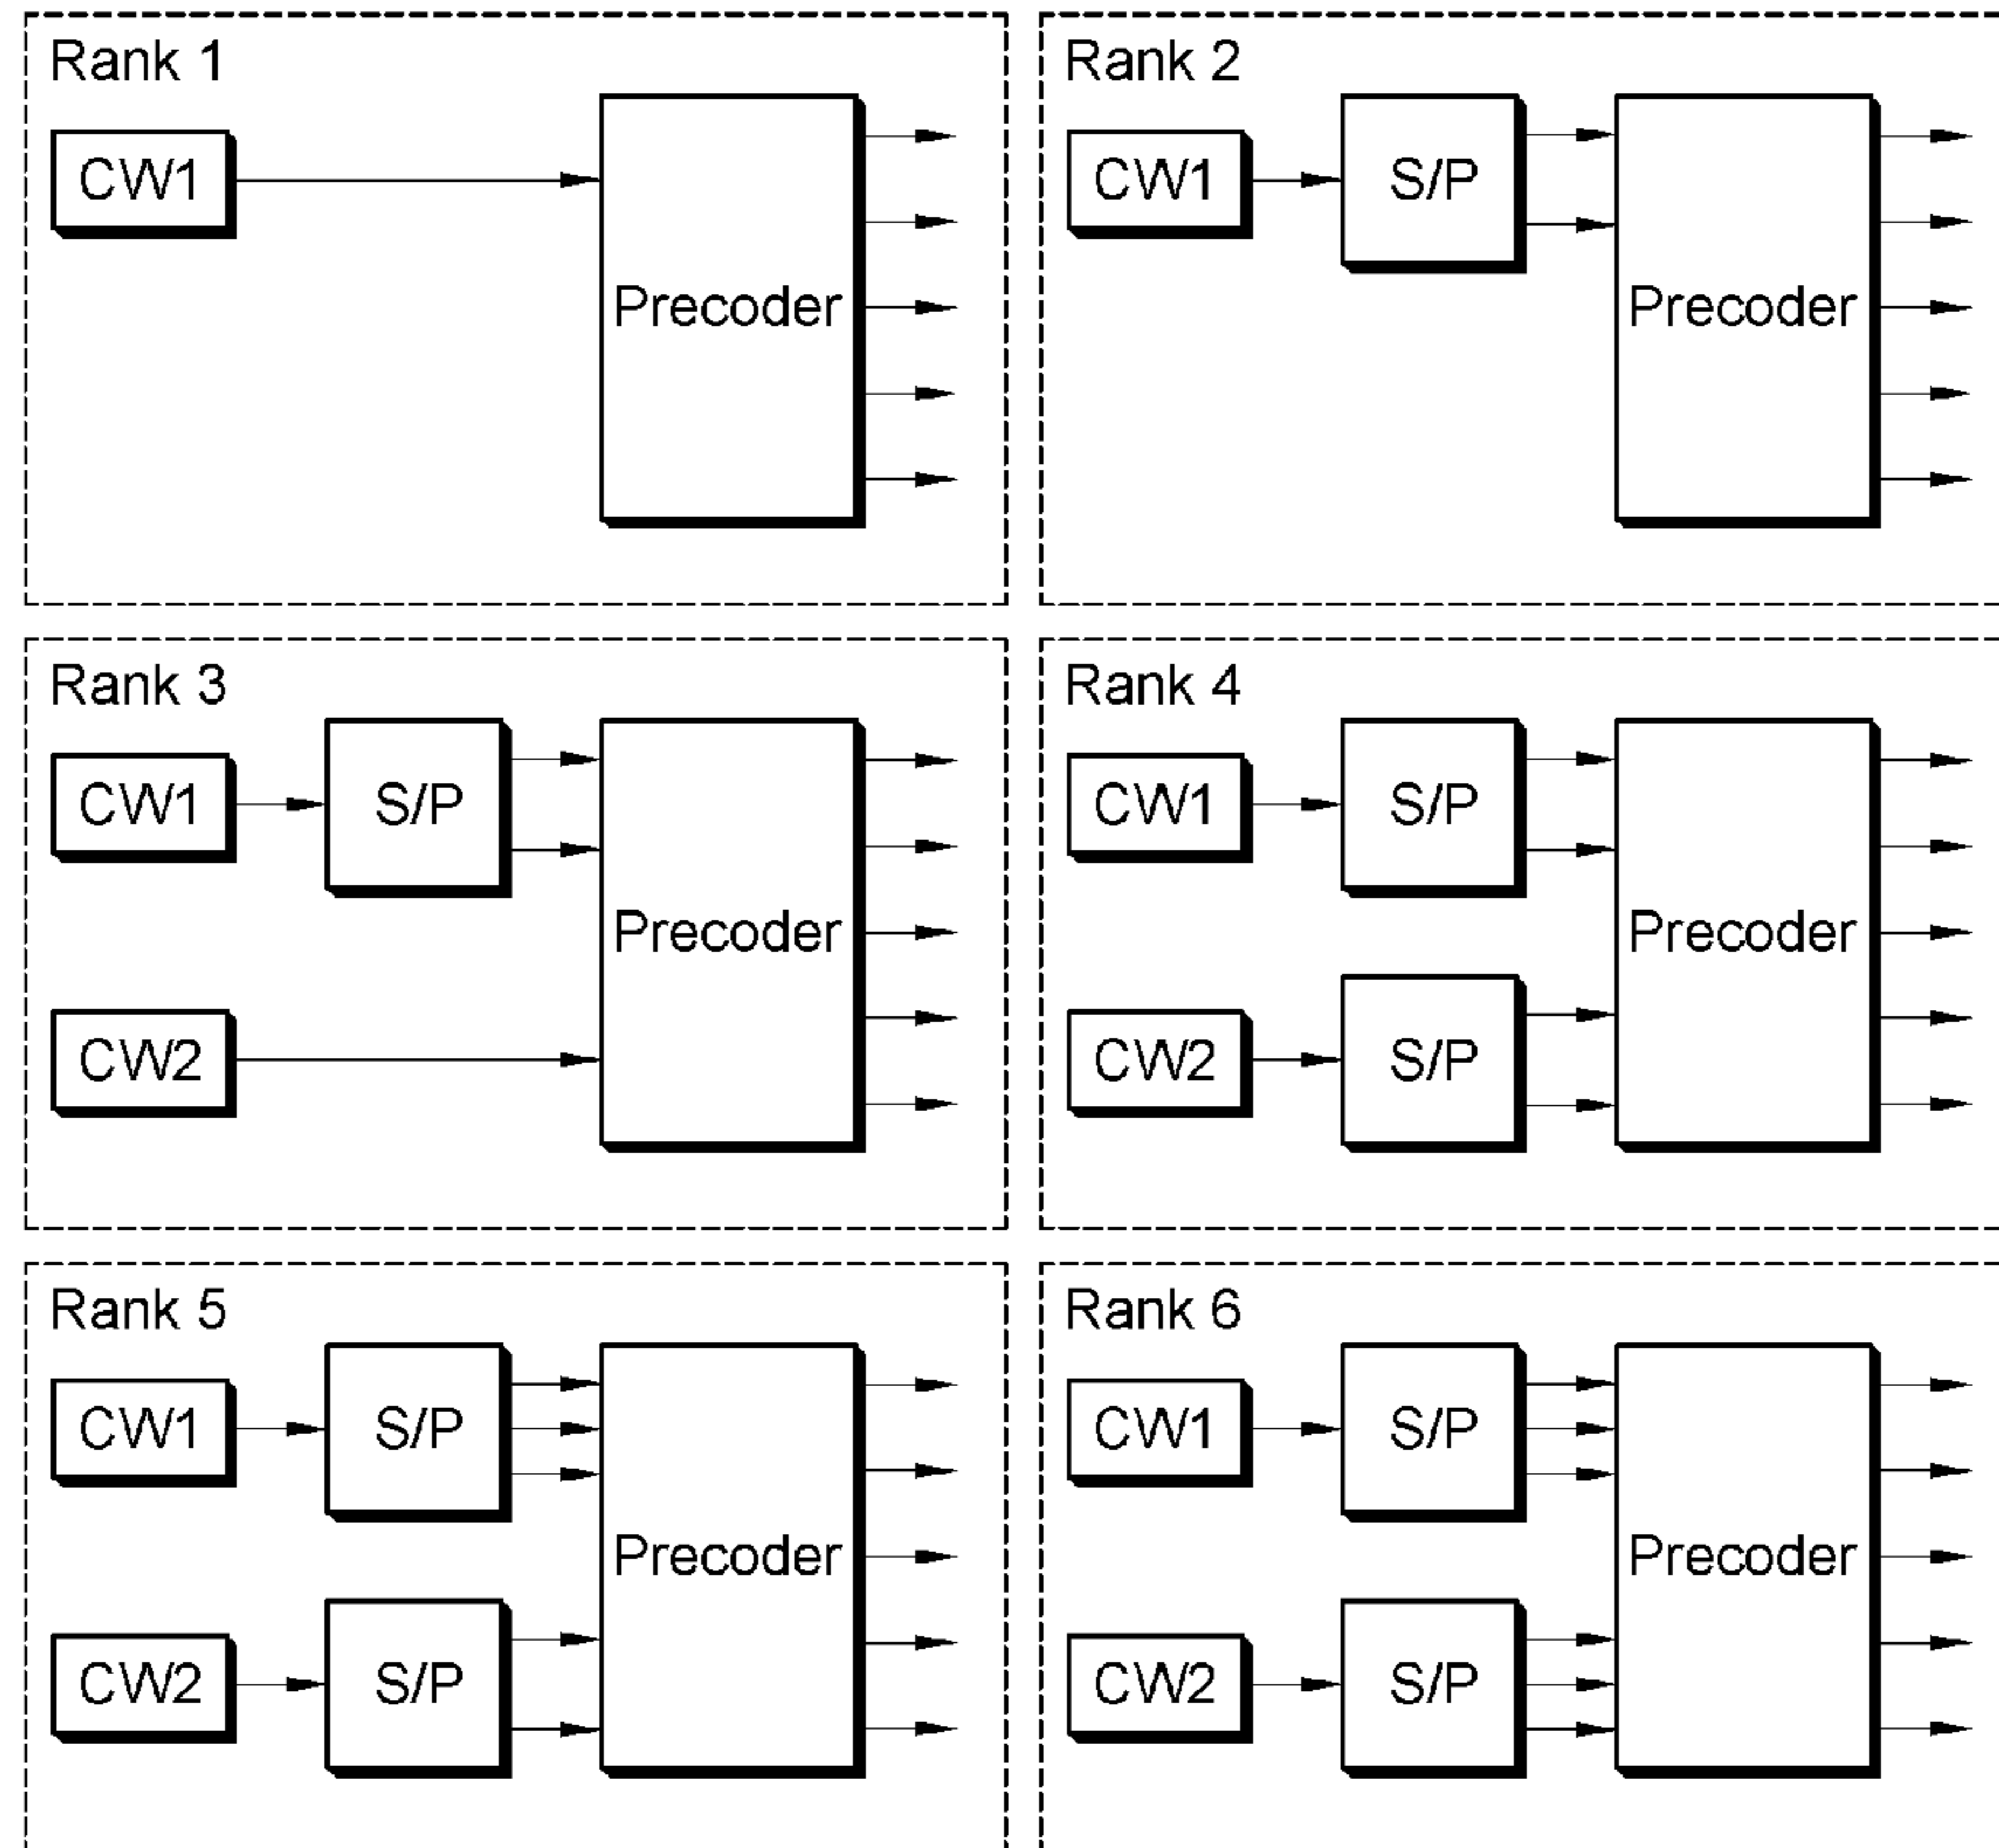 Rank 1
CW1
Precoder
Rank 2
CW1
S/P
Precoder
Rank 3
CW1
S/P
Precoder
CW2
Rank 4
CW1
S/P
Precoder
CW2
S/P
Rank 5
CW1
S/P
Precoder
CW2
S/P
Rank 6
CW1
S/P
Precoder
CW2
S/P